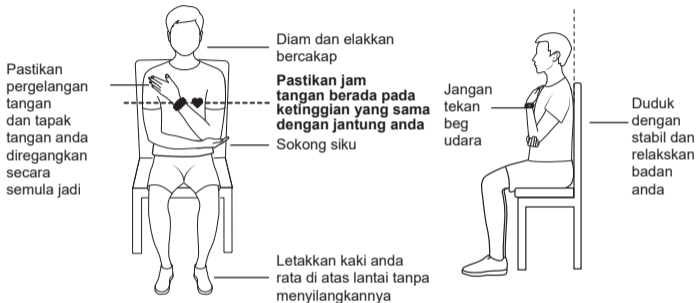 Pastikan
pergelangan
tangan
dan tapak
tangan anda
diregangkan
secara
semula jadi
Diam dan elakkan
bercakap
Pastikan jam
tangan berada pada
ketinggian yang sama
dengan jantung anda
Sokong siku
Letakkan kaki anda
rata di atas lantai tanpa
menyilangkannya
Jangan
tekan
beg
udara
Duduk
dengan
stabil dan
relakskan
badan
anda